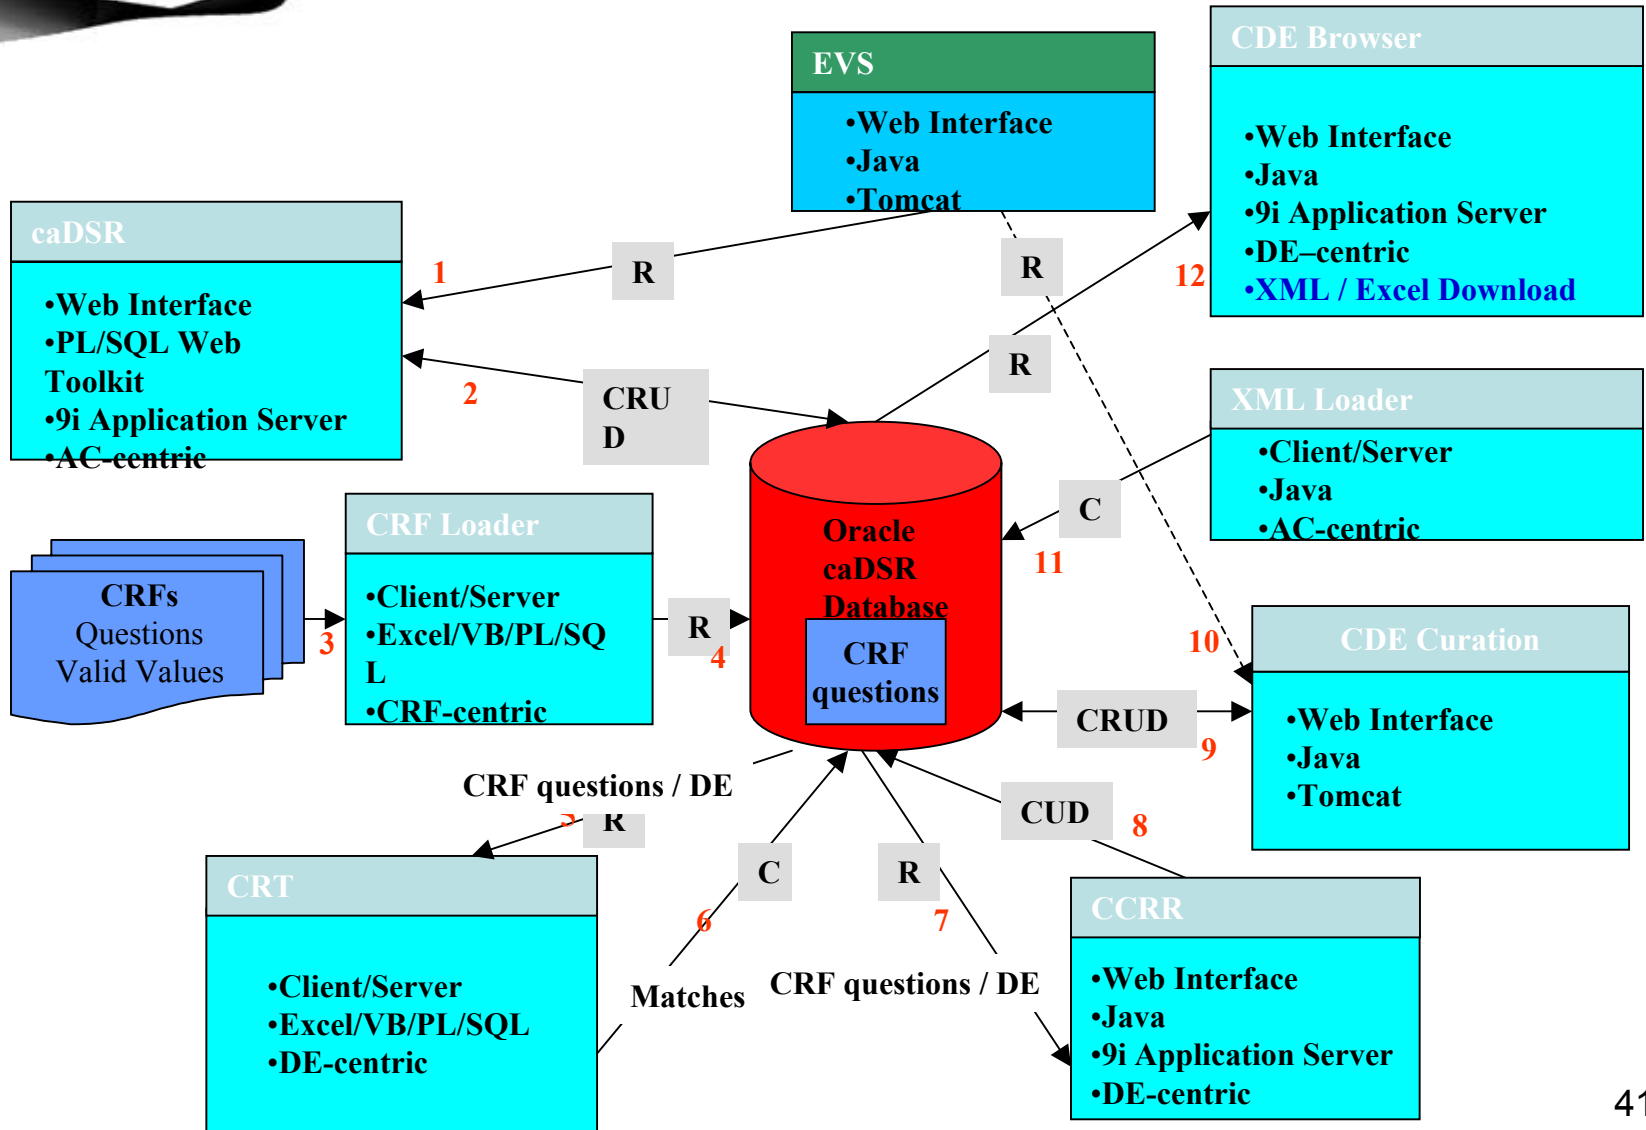 CDE Browser
•Web Interface
•Java
•9i Application Server
•DE–centric
•XML / Excel Download
EVS
•Web Interface
•Java
•Tomcat
caDSR
•Web Interface
•PL/SQL Web
Toolkit
•9i Application Server
•AC-centric
1
R
R
12
R
2
CRU
D
XML Loader
•Client/Server
•Java
•AC-centric
C
11
CRF Loader
•Client/Server
•Excel/VB/PL/SQ
L
•CRF-centric
CRFs
Questions
Valid Values
3
R
4
Oracle
caDSR
Database
CRF
questions
10
CDE Curation
•Web Interface
•Java
•Tomcat
CRUD
9
CRF questions / DE
5
R
CUD
8
C
R
6
7
Matches
CRF questions / DE
CRT
•Client/Server
•Excel/VB/PL/SQL
•DE-centric
CCRR
•Web Interface
•Java
•9i Application Server
•DE-centric
41